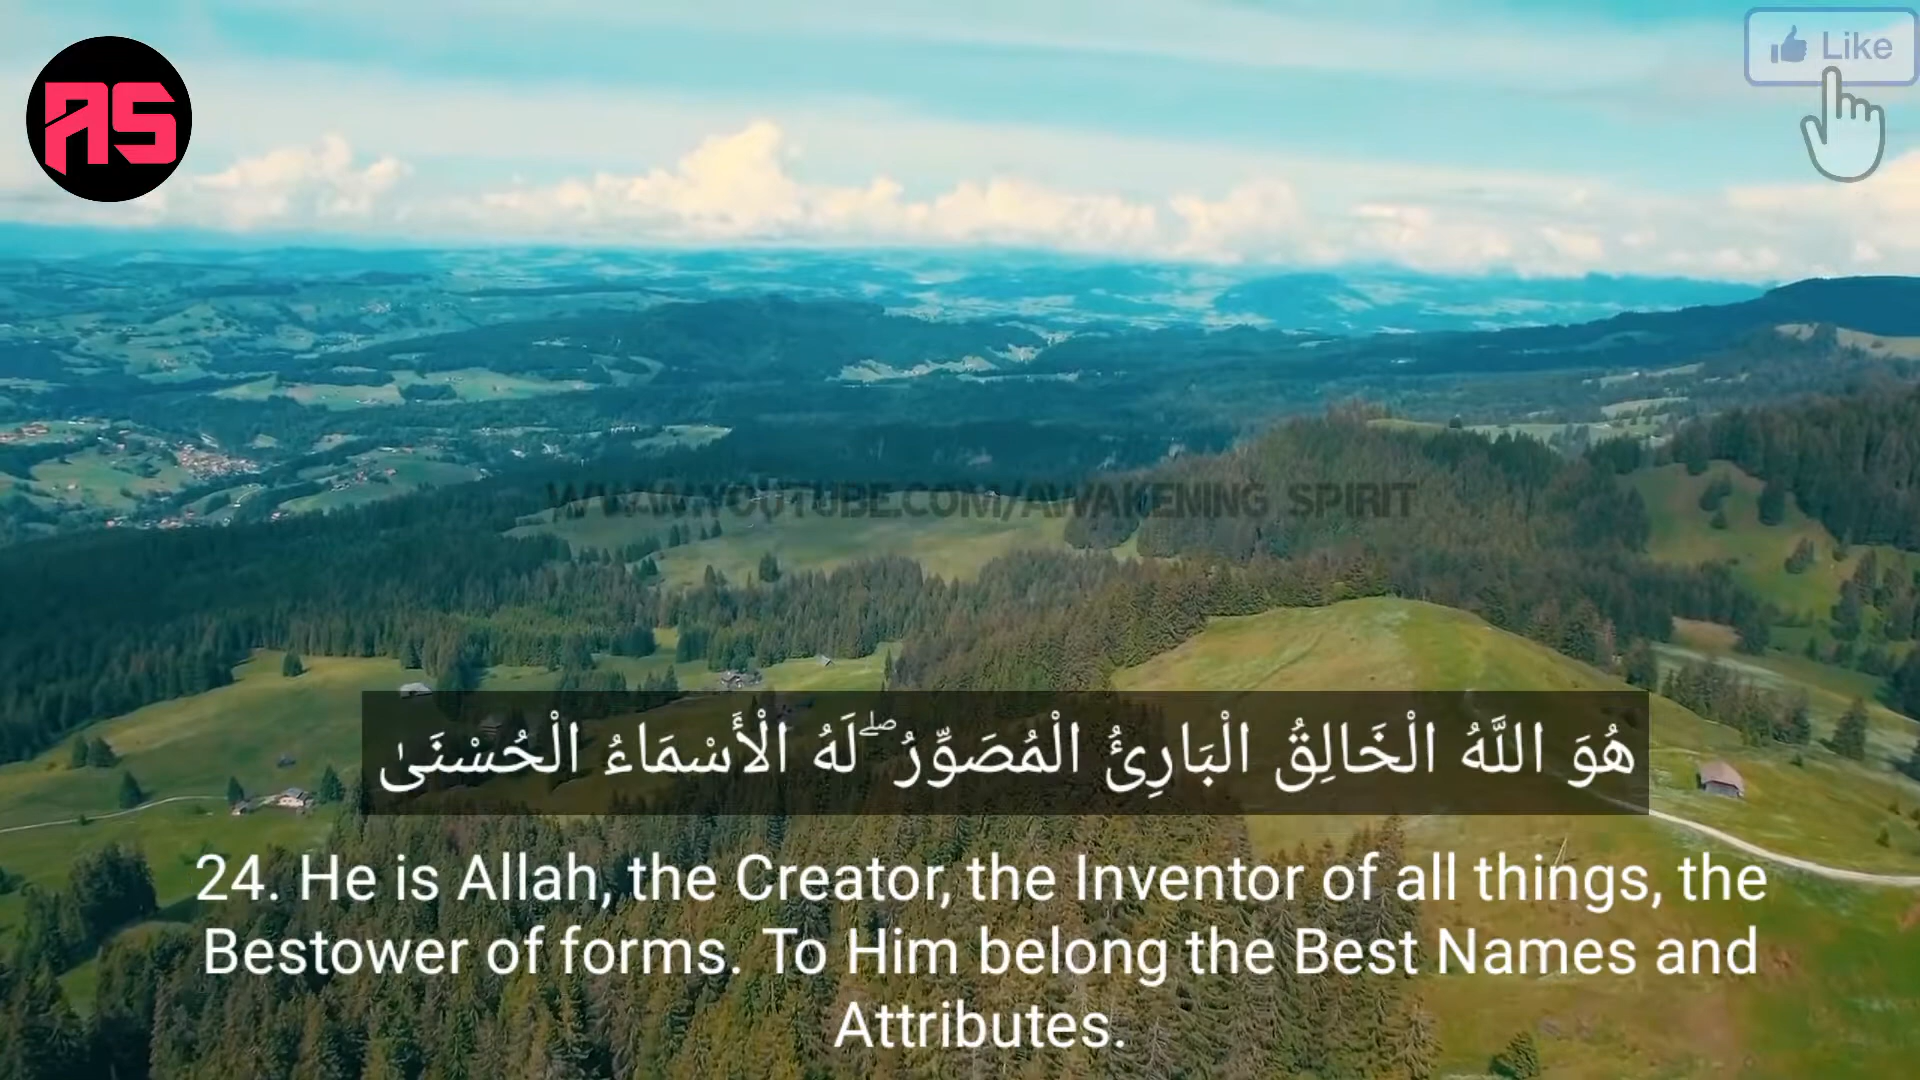 AS
Like
WWW.YOUTUBE.COM/AWAKENING SPIRIT
هُوَ اللَّهُ الْخَالِقُ الْبَارِئُ الْمُصَوِّرُ ۖ لَهُ الْأَسْمَاءُ الْحُسْنَىٰ
24. He is Allah, the Creator, the Inventor of all things, the
Bestower of forms. To Him belong the Best Names and
Attributes.